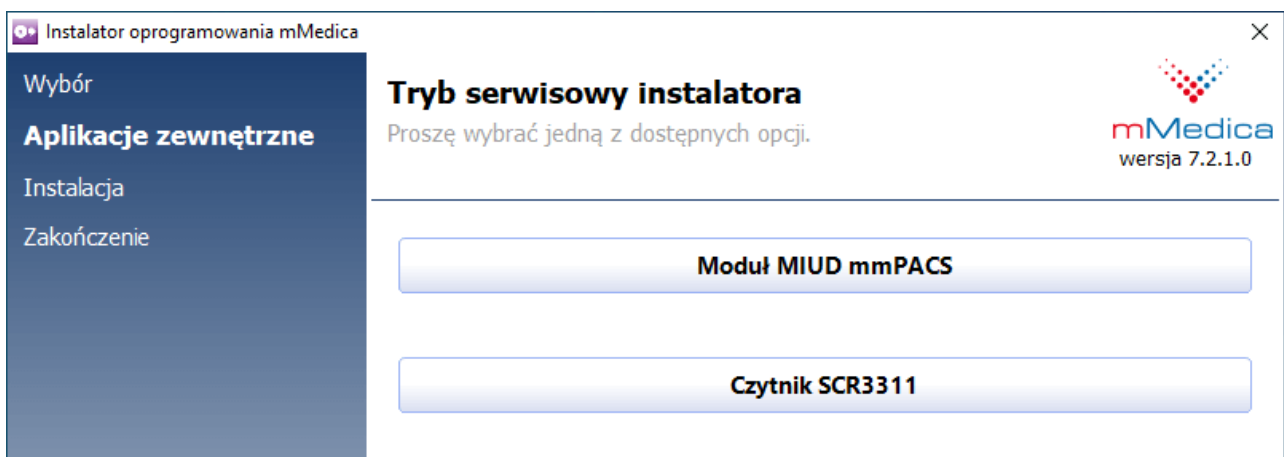 Instalator oprogramowania mMedica
Wybór
Aplikacje zewnętrzne
Instalacja
Zakończenie
Tryb serwisowy instalatora
Proszę wybrać jedną z dostępnych opcji.
mMedica
wersja 7.2.1.0
Moduł MIUD mmPACS
Czytnik SCR3311